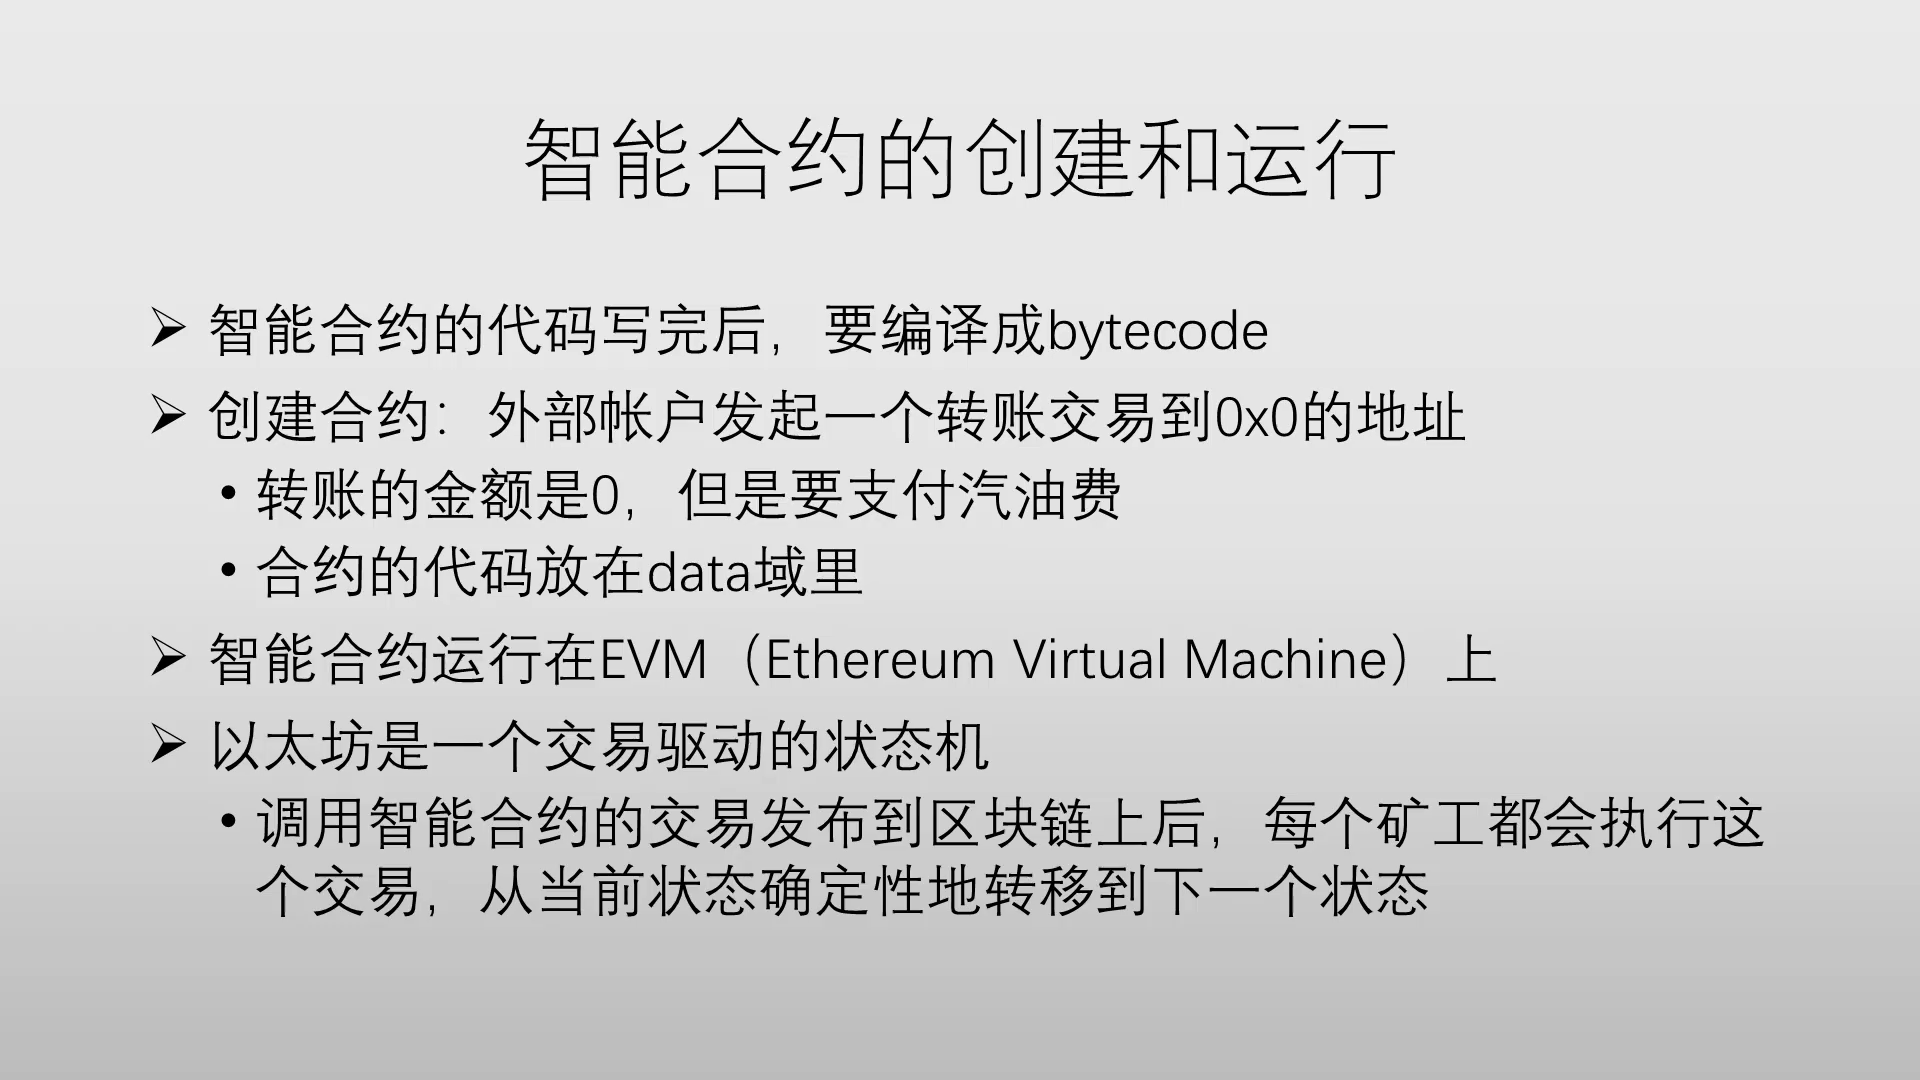 智能合约的创建和运行
➢ 智能合约的代码写完后，要编译成bytecode
➢ 创建合约：外部帐户发起一个转账交易到0x0的地址
• 转账的金额是0，但是要支付汽油费
• 合约的代码放在data域里
➢ 智能合约运行在EVM（Ethereum Virtual Machine）上
➢ 以太坊是一个交易驱动的状态机
• 调用智能合约的交易发布到区块链上后，每个矿工都会执行这
个交易，从当前状态确定性地转移到下一个状态